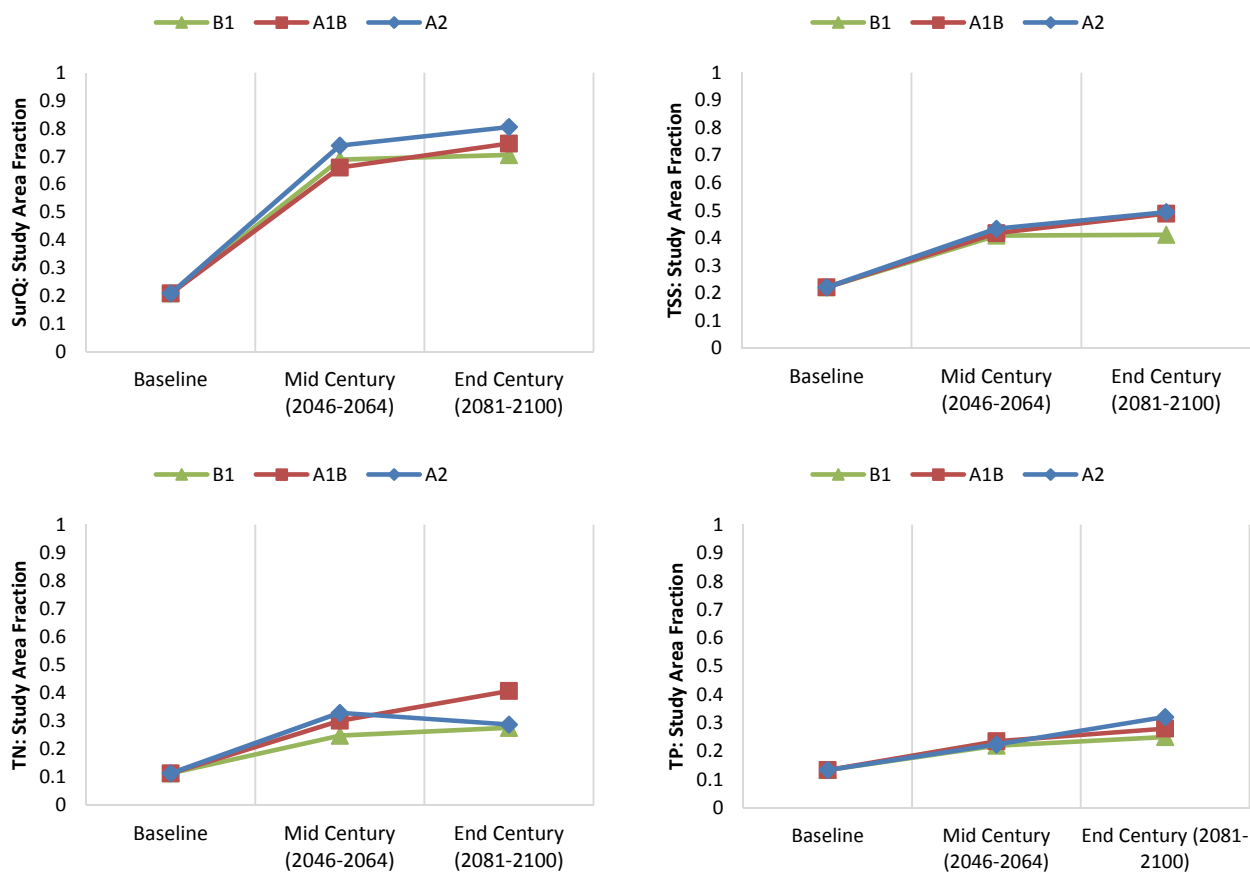 B1 A1B A2
SurQ: Study Area Fraction
1
0.9
0.8
0.7
0.6
0.5
0.4
0.3
0.2
0.1
0
Baseline
Mid Century
(2046-2064)
End Century
(2081-2100)
B1 A1B A2
TSS: Study Area Fraction
1
0.9
0.8
0.7
0.6
0.5
0.4
0.3
0.2
0.1
0
Baseline
Mid Century
(2046-2064)
End Century
(2081-2100)
B1 A1B A2
TN: Study Area Fraction
1
0.9
0.8
0.7
0.6
0.5
0.4
0.3
0.2
0.1
0
Baseline
Mid Century
(2046-2064)
End Century
(2081-2100)
B1 A1B A2
TP: Study Area Fraction
1
0.9
0.8
0.7
0.6
0.5
0.4
0.3
0.2
0.1
0
Baseline
Mid Century
(2046-2064)
End Century (2081-
2100)